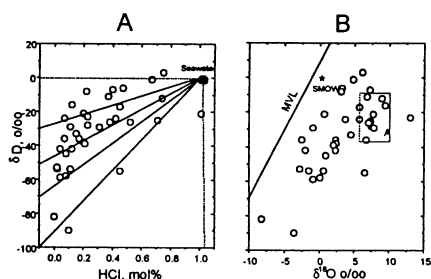 A
B
Seawater
SMOW
MVL
A
δD, o/oo
20
0
-20
-40
-60
-80
-100
0.0
0.2
0.4
0.6
0.8
1.0
HCl, mol%
-10
-5
0
5
10
15
δ¹⁸O o/oo